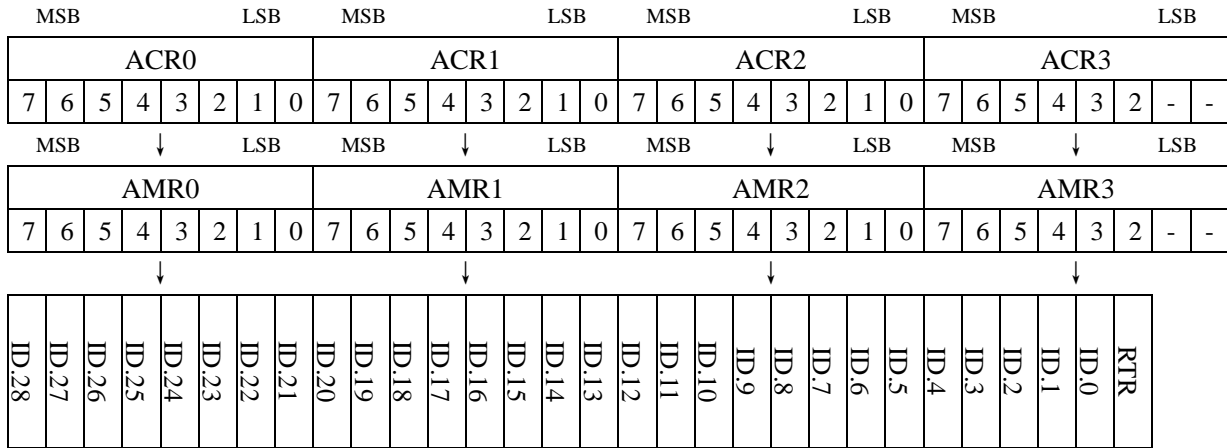 MSB LSB MSB LSB MSB LSB MSB LSB
ACR0 ACR1 ACR2 ACR3
7 6 5 4 3 2 1 0 7 6 5 4 3 2 1 0 7 6 5 4 3 2 1 0 7 6 5 4 3 2 - -
MSB LSB MSB LSB MSB LSB MSB LSB
AMR0 AMR1 AMR2 AMR3
7 6 5 4 3 2 1 0 7 6 5 4 3 2 1 0 7 6 5 4 3 2 1 0 7 6 5 4 3 2 - -
ID.28 ID.27 ID.26 ID.25 ID.24 ID.23 ID.22 ID.21 ID.20 ID.19 ID.18 ID.17 ID.16 ID.15 ID.14 ID.13 ID.12 ID.11 ID.10 ID.9 ID.8 ID.7 ID.6 ID.5 ID.4 ID.3 ID.2 ID.1 ID.0 RTR